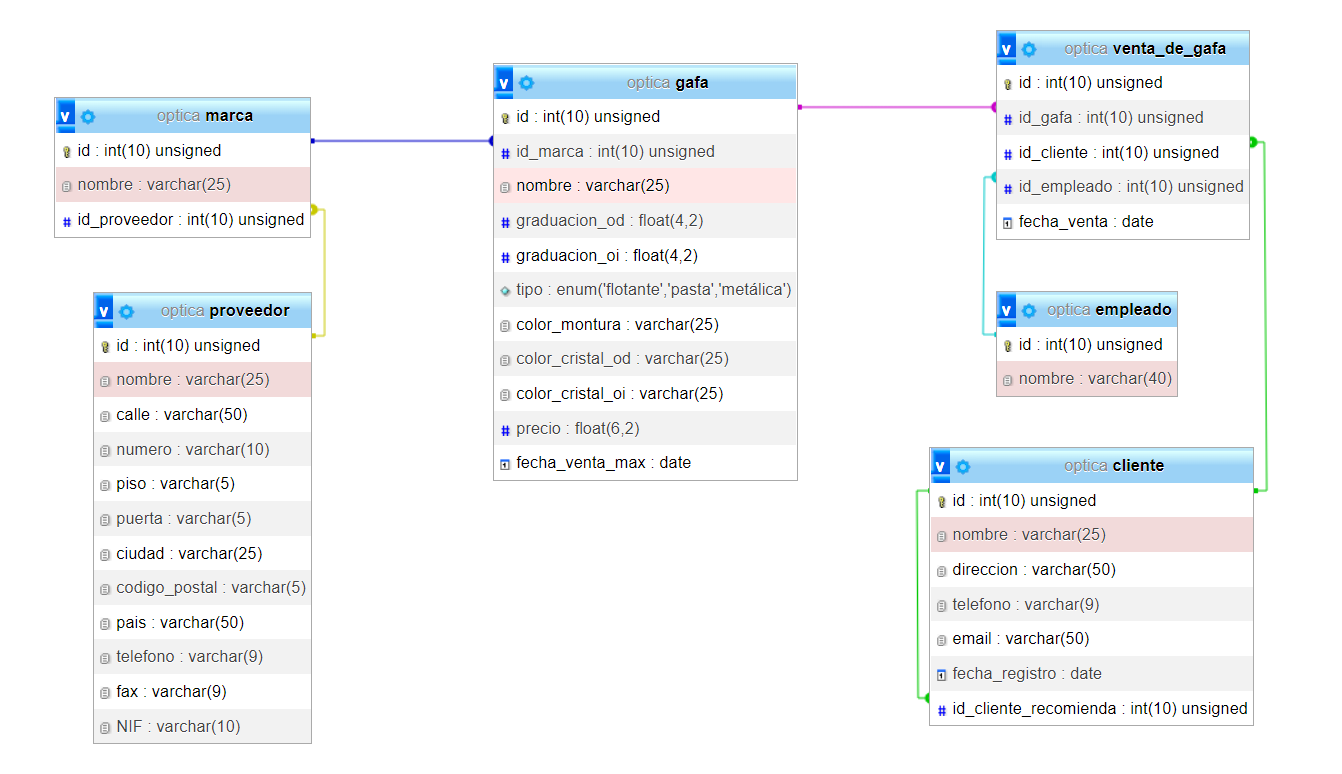 optica marca
id : int(10) unsigned
nombre : varchar(25)
id_proveedor : int(10) unsigned
optica proveedor
id : int(10) unsigned
nombre : varchar(25)
calle : varchar(50)
numero : varchar(10)
piso : varchar(5)
puerta : varchar(5)
ciudad : varchar(25)
codigo_postal : varchar(5)
pais : varchar(50)
telefono : varchar(9)
fax : varchar(9)
NIF : varchar(10)
optica gafa
id : int(10) unsigned
id_marca : int(10) unsigned
nombre : varchar(25)
graduacion_od : float(4,2)
graduacion_oi : float(4,2)
tipo : enum('flotante','pasta','metálica')
color_montura : varchar(25)
color_cristal_od : varchar(25)
color_cristal_oi : varchar(25)
precio : float(6,2)
fecha_venta_max : date
optica venta_de_gafa
id : int(10) unsigned
id_gafa : int(10) unsigned
id_cliente : int(10) unsigned
id_empleado : int(10) unsigned
fecha_venta : date
optica empleado
id : int(10) unsigned
nombre : varchar(40)
optica cliente
id : int(10) unsigned
nombre : varchar(25)
direccion : varchar(50)
telefono : varchar(9)
email : varchar(50)
fecha_registro : date
id_cliente_recomienda : int(10) unsigned